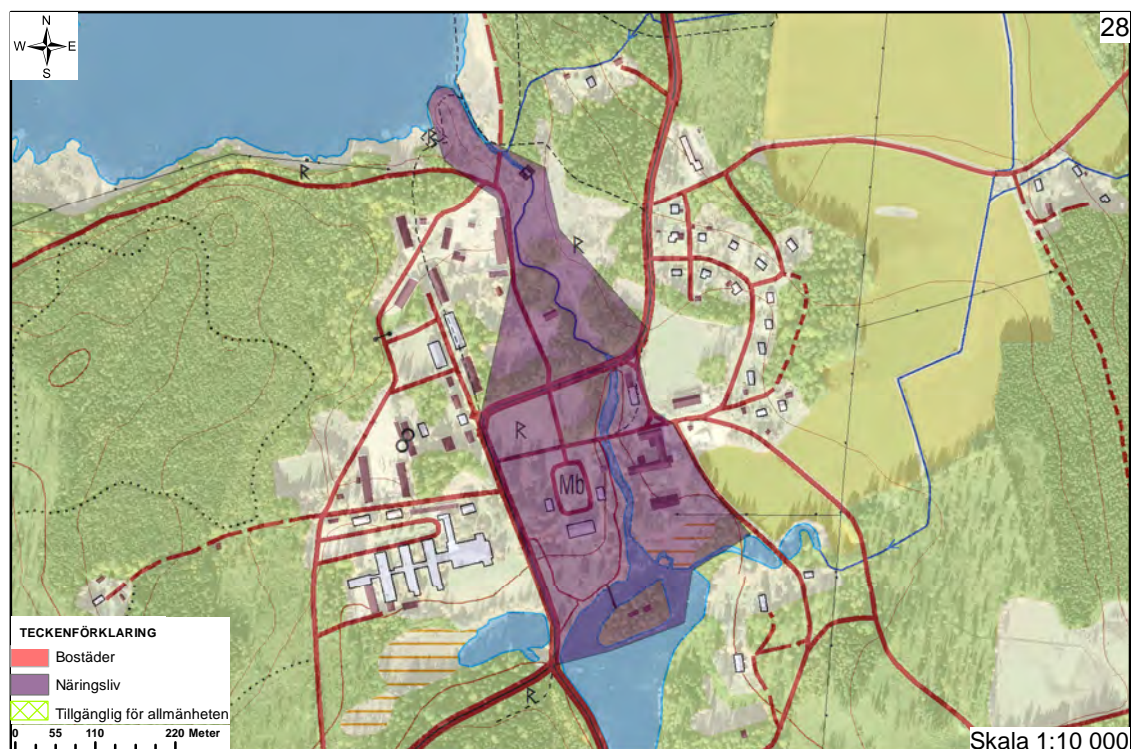 N
W E
S
28
R
R
R
R
Mb
R
TECKENFÖRKLARING
Bostäder
Näringsliv
Tillgänglig för allmänheten
0 55 110 220 Meter
Skala 1:10 000